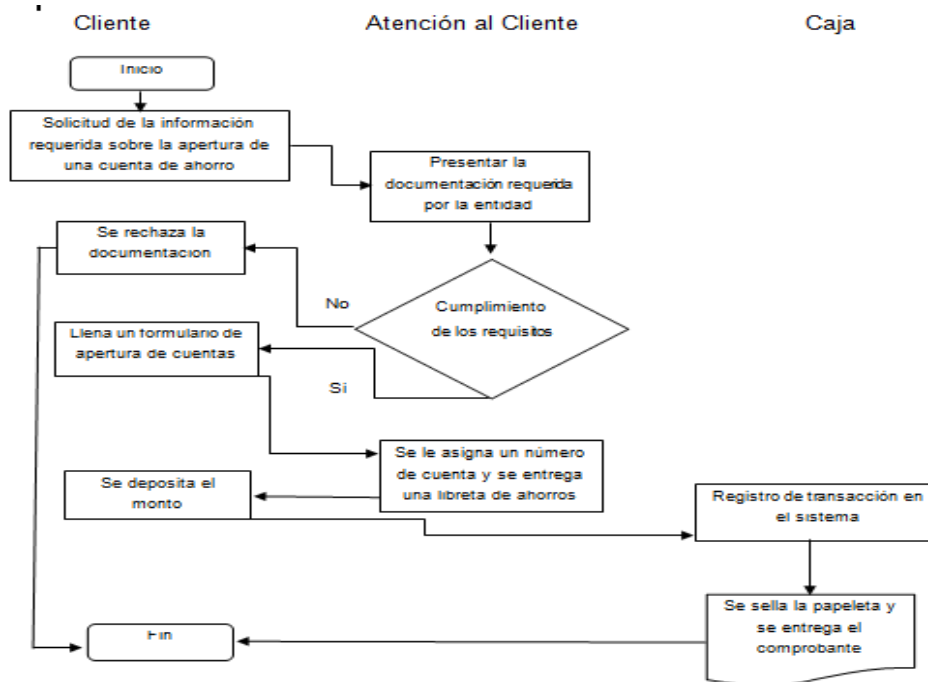 Cliente
Atención al Cliente
Caja
Inicio
Solicitud de la información
requerida sobre la apertura de
una cuenta de ahorro
Presentar la
documentación requerida
por la entidad
Se rechaza la
documentacion
No
Cumplimiento
de los requisitos
Llena un formulario de
apertura de cuentas
Si
Se le asigna un número
de cuenta y se entrega
una libreta de ahorros
Se deposita el
monto
Registro de transacción en
el sistema
Se sella la papeleta y
se entrega el
comprobante
Fin